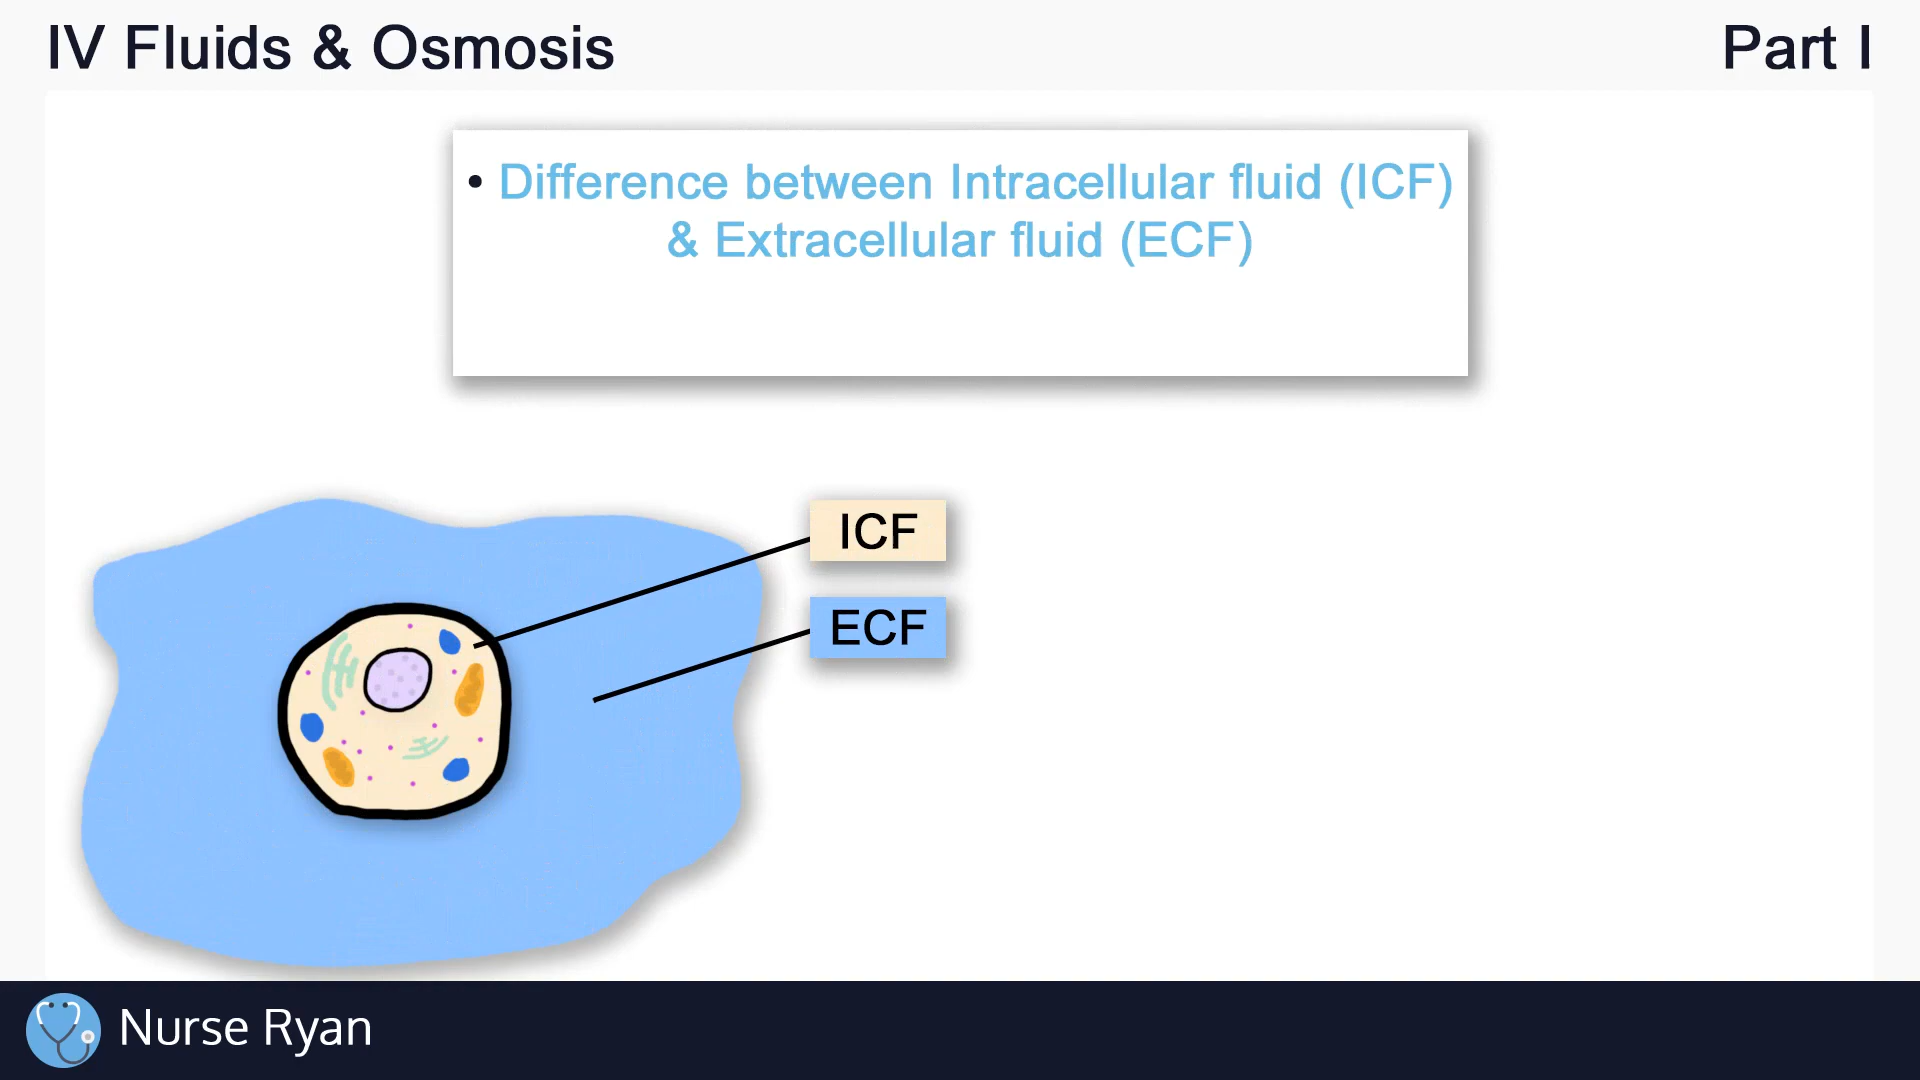 IV Fluids & Osmosis
Part I
• Difference between Intracellular fluid (ICF)
& Extracellular fluid (ECF)
ICF
ECF
Nurse Ryan